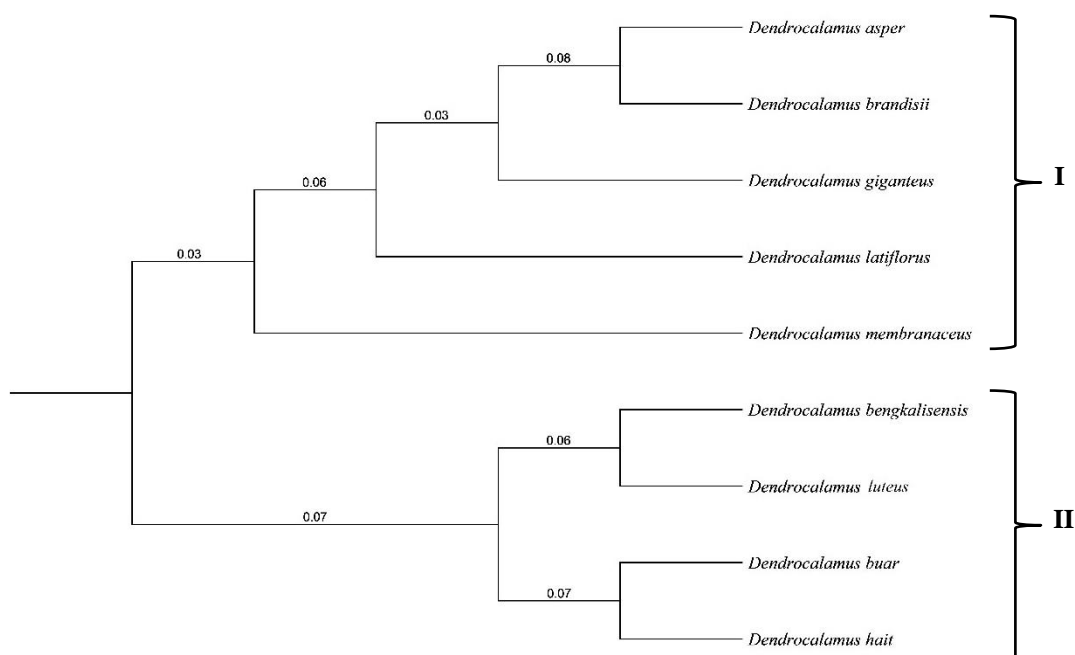 Dendrocalamus asper
0.08
Dendrocalamus brandisii
0.03
Dendrocalamus giganteus
I
0.06
Dendrocalamus latiflorus
0.03
Dendrocalamus membranaceus
Dendrocalamus bengkalisensis
0.06
Dendrocalamus luteus
0.07
II
Dendrocalamus buar
0.07
Dendrocalamus hait